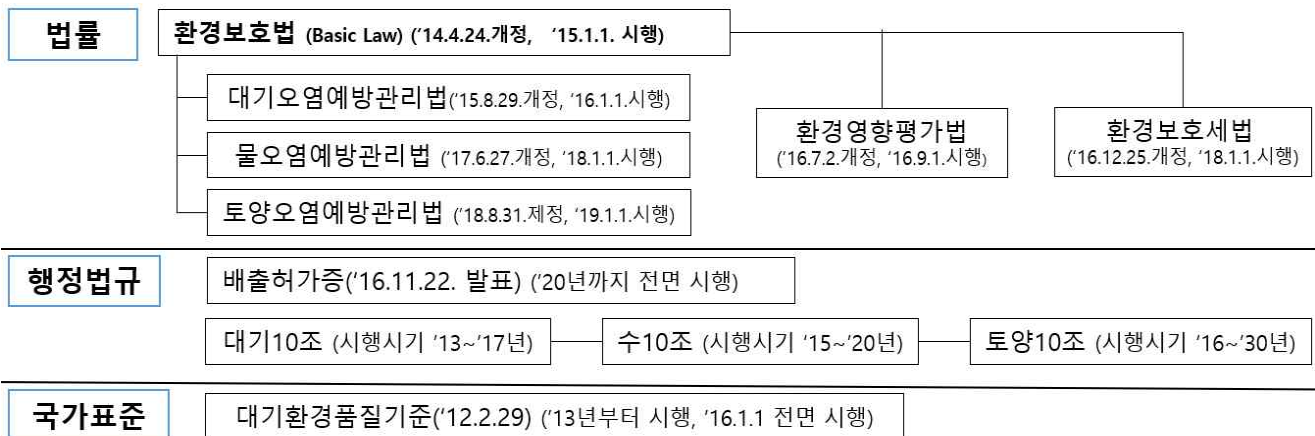 법률
환경보호법 (Basic Law) (‘14.4.24.개정, ‘15.1.1. 시행)
대기오염예방관리법(‘15.8.29.개정, ‘16.1.1.시행)
물오염예방관리법 (‘17.6.27.개정, ‘18.1.1.시행)
토양오염예방관리법 (‘18.8.31.제정, ‘19.1.1.시행)
환경영향평가법
(‘16.7.2.개정, ‘16.9.1.시행)
환경보호세법
(‘16.12.25.개정, ‘18.1.1.시행)
행정법규
배출허가증(‘16.11.22. 발표) (‘20년까지 전면 시행)
대기10조 (시행시기 ‘13~’17년)
수10조 (시행시기 ‘15~’20년)
토양10조 (시행시기 ‘16~’30년)
국가표준
대기환경품질기준(‘12.2.29) (‘13년부터 시행, ‘16.1.1 전면 시행)